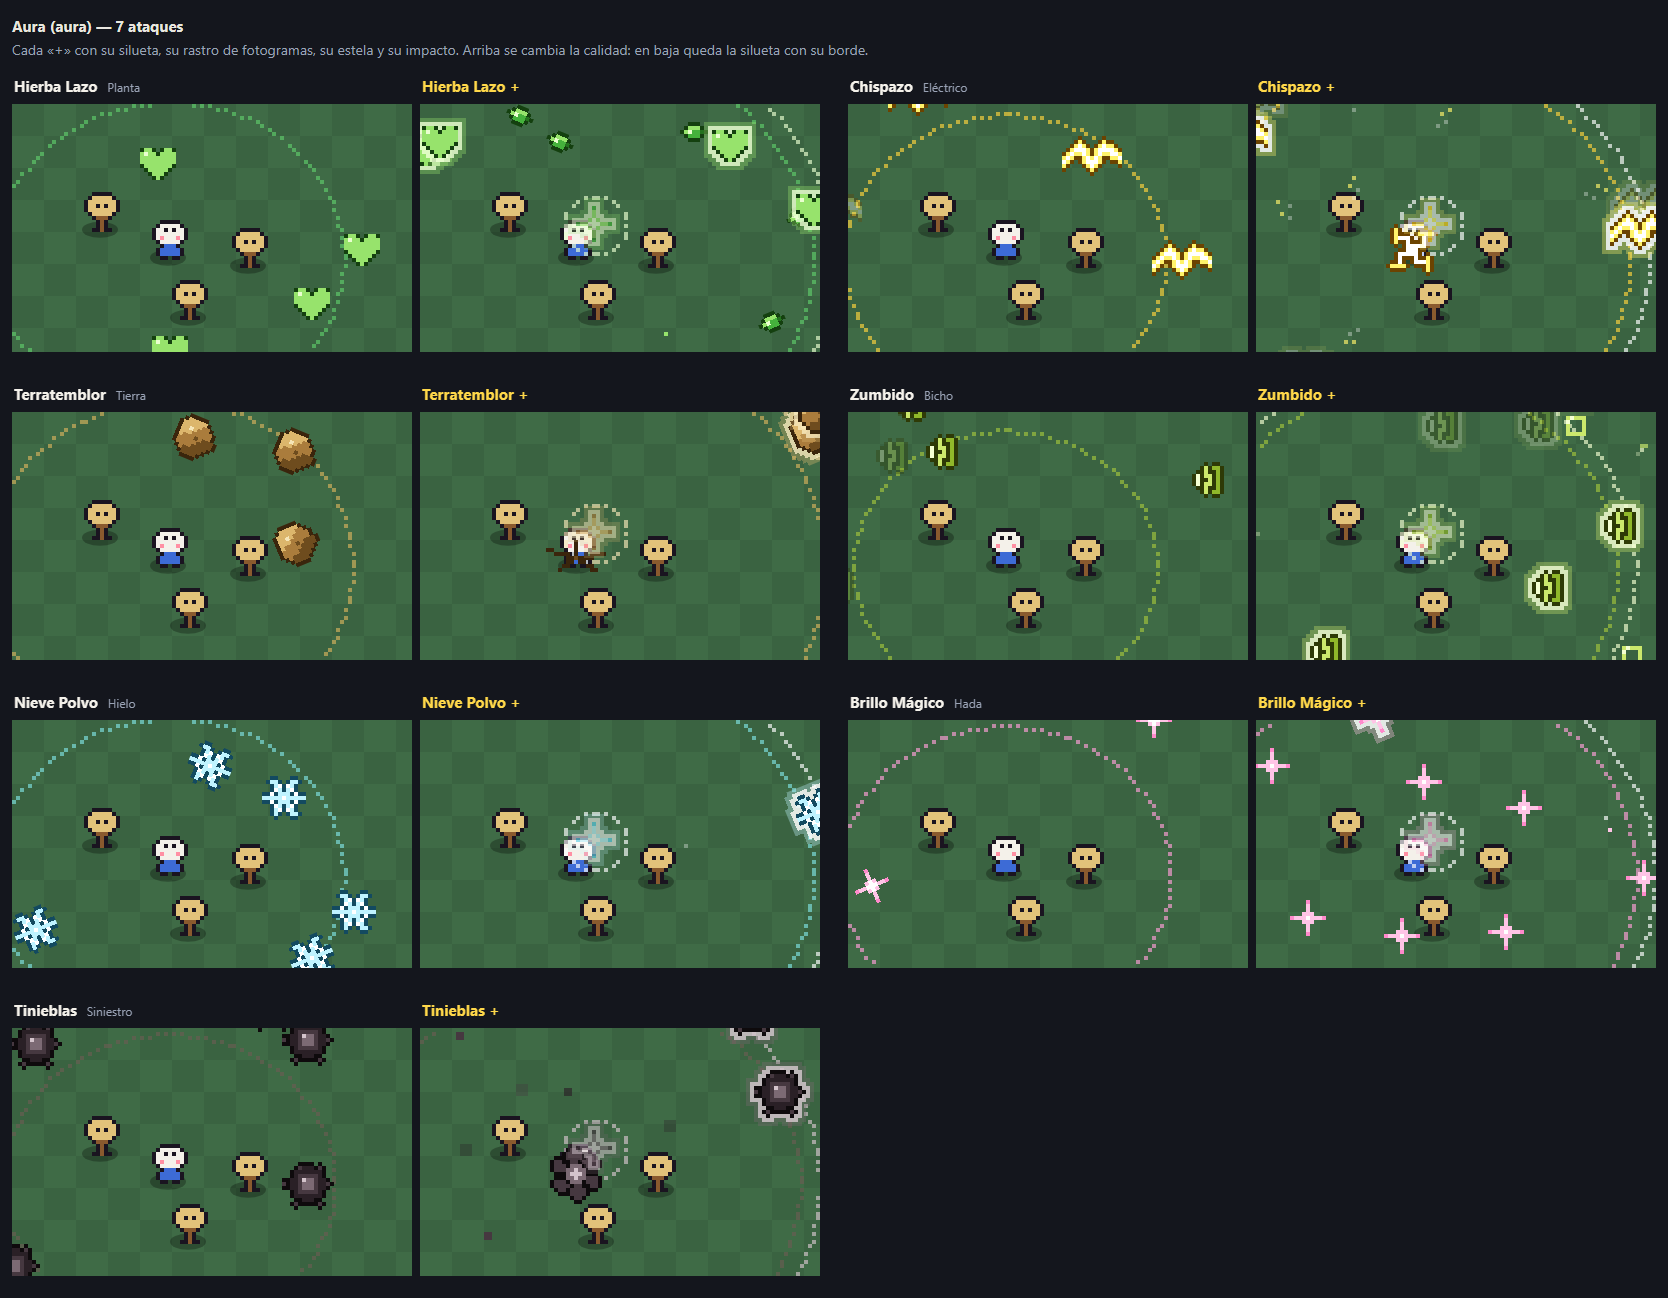 Aura (aura) — 7 ataques
Cada «+» con su silueta, su rastro de fotogramas, su estela y su impacto. Arriba se cambia la calidad: en baja queda la silueta con su borde.
Hierba Lazo Planta
Hierba Lazo +
Chispazo Eléctrico
Chispazo +
Terratemblor Tierra
Terratemblor +
Zumbido Bicho
Zumbido +
Nieve Polvo Hielo
Nieve Polvo +
Brillo Mágico Hada
Brillo Mágico +
Tinieblas Siniestro
Tinieblas +